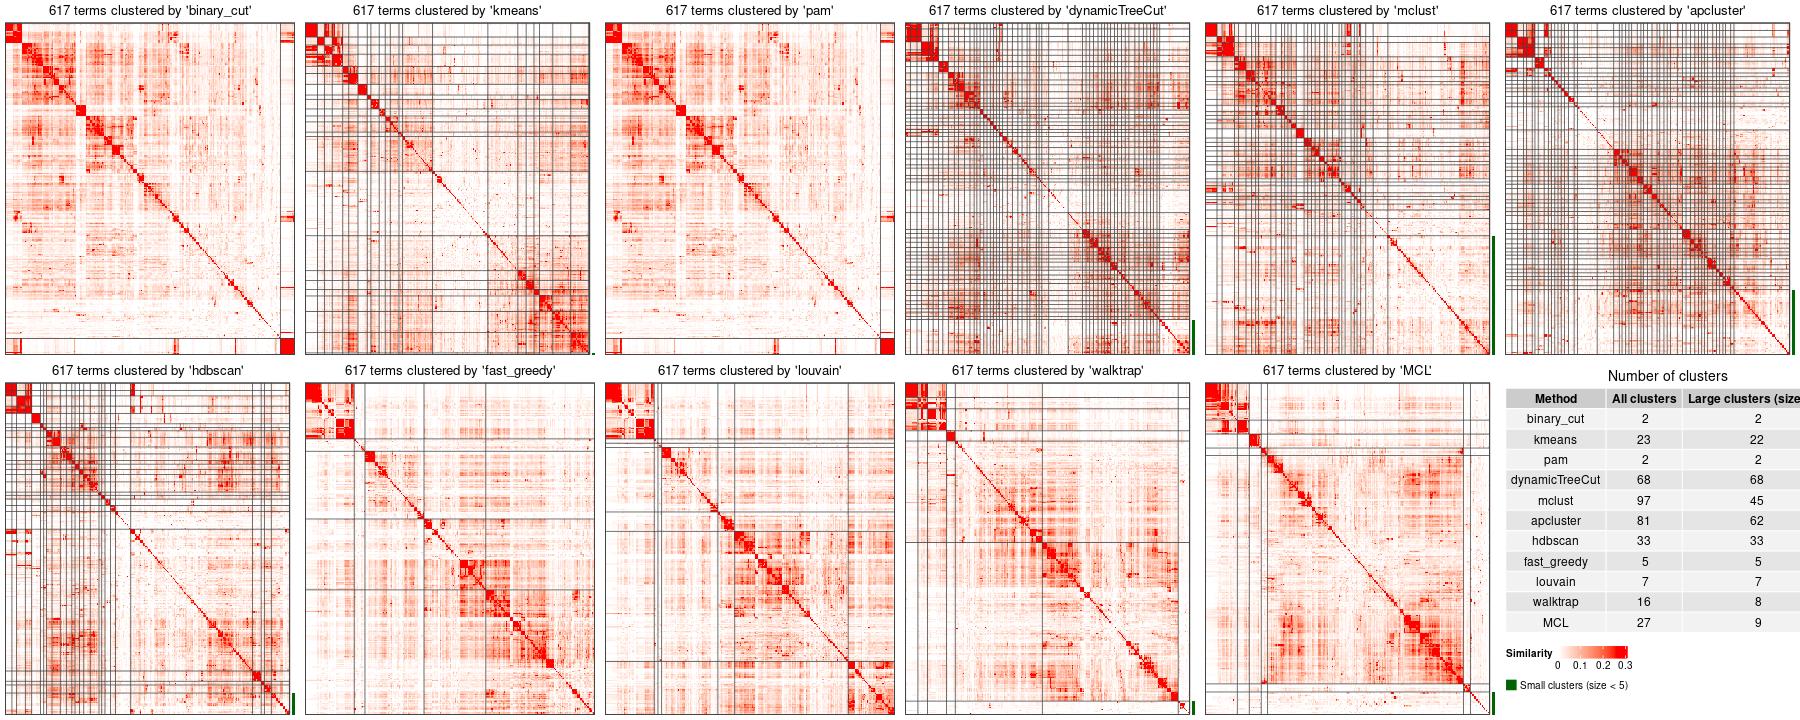 617 terms clustered by 'binary_cut'
617 terms clustered by 'kmeans'
617 terms clustered by 'pam'
617 terms clustered by 'dynamicTreeCut'
617 terms clustered by 'mclust'
617 terms clustered by 'apcluster'
617 terms clustered by 'hdbscan'
617 terms clustered by 'fast_greedy'
617 terms clustered by 'louvain'
617 terms clustered by 'walktrap'
617 terms clustered by 'MCL'
Number of clusters
Method All clusters Large clusters (size
binary_cut 2 2
kmeans 23 22
pam 2 2
dynamicTreeCut 68 68
mclust 97 45
apcluster 81 62
hdbscan 33 33
fast_greedy 5 5
louvain 7 7
walktrap 16 8
MCL 27 9
Similarity
0 0.1 0.2 0.3
Small clusters (size < 5)